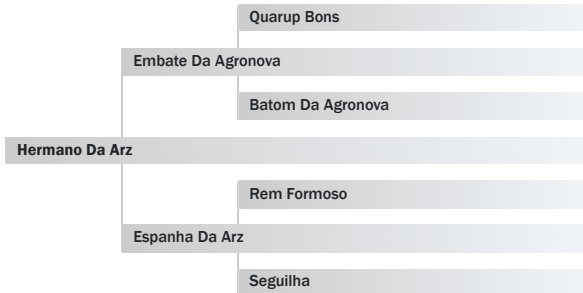 Quarup Bons
Embate Da Agronova
Batom Da Agronova
Hermano Da Arz
Rem Formoso
Espanha Da Arz
Seguilha